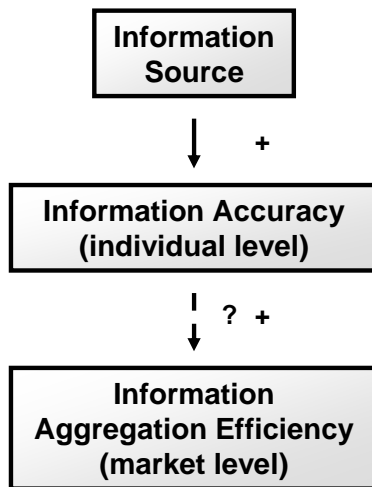 Information
Source
+
Information Accuracy
(individual level)
? +
Information
Aggregation Efficiency
(market level)